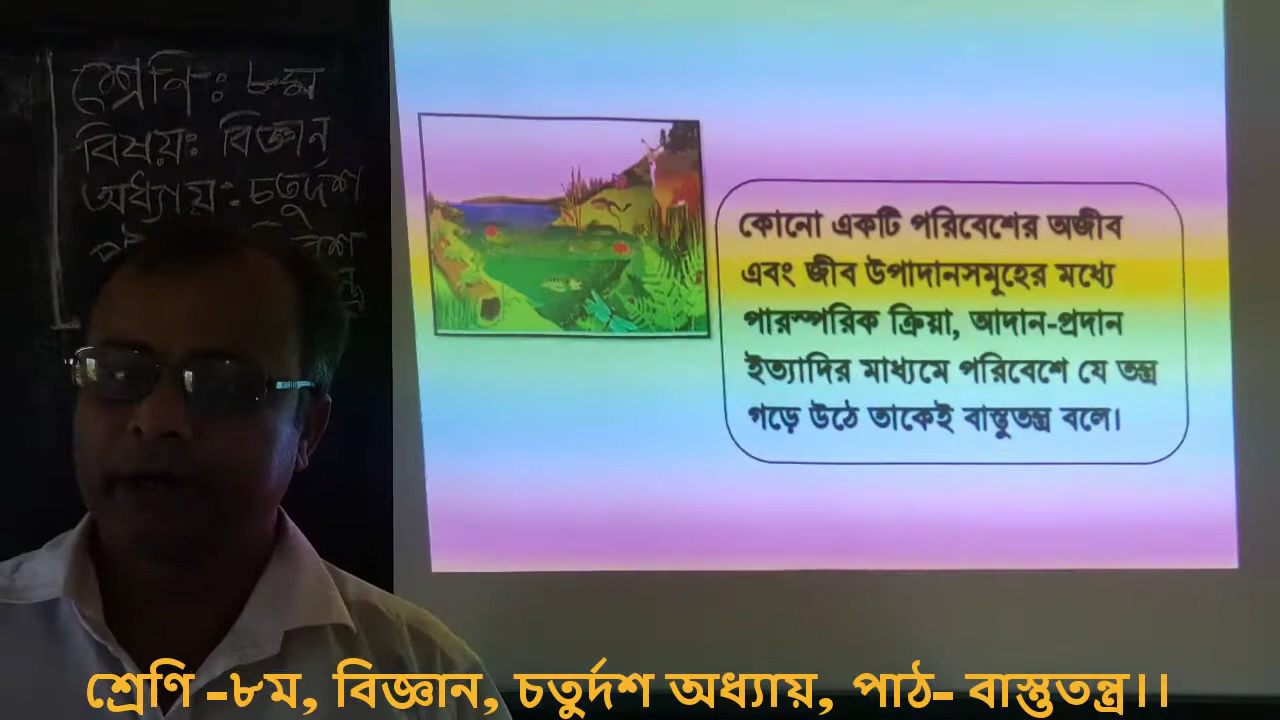 শ্রেণি : ৮ম
বিষয়ঃ বিজ্ঞান
অধ্যায় : চতুর্দশ
কোনো একটি পরিবেশের অজীব
এবং জীব উপাদানসমূহের মধ্যে
পারস্পরিক ক্রিয়া, আদান-প্রদান
ইত্যাদির মাধ্যমে পরিবেশে যে তন্ত্র
গড়ে উঠে তাকেই বাস্তুতন্ত্র বলে।
শ্রেণি -৮ম, বিজ্ঞান, চতুর্দশ অধ্যায়, পাঠ- বাস্তুতন্ত্র।।